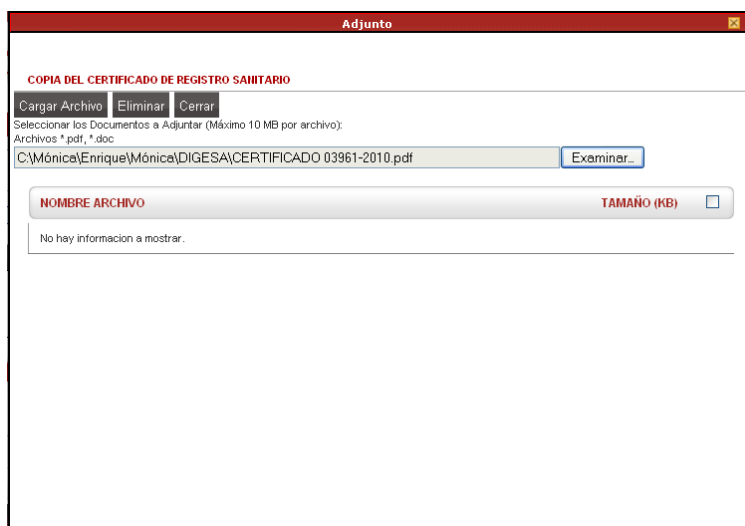 Adjunto
COPIA DEL CERTIFICADO DE REGISTRO SANITARIO
Cargar Archivo Eliminar Cerrar
Seleccionar los Documentos a Adjuntar (Máximo 10 MB por archivo):
Archivos *.pdf, *.doc
C:\Mónica\Enrique\Mónica\DIGESA\CERTIFICADO 03961-2010.pdf Examinar...
NOMBRE ARCHIVO TAMAÑO (KB)
No hay informacion a mostrar.